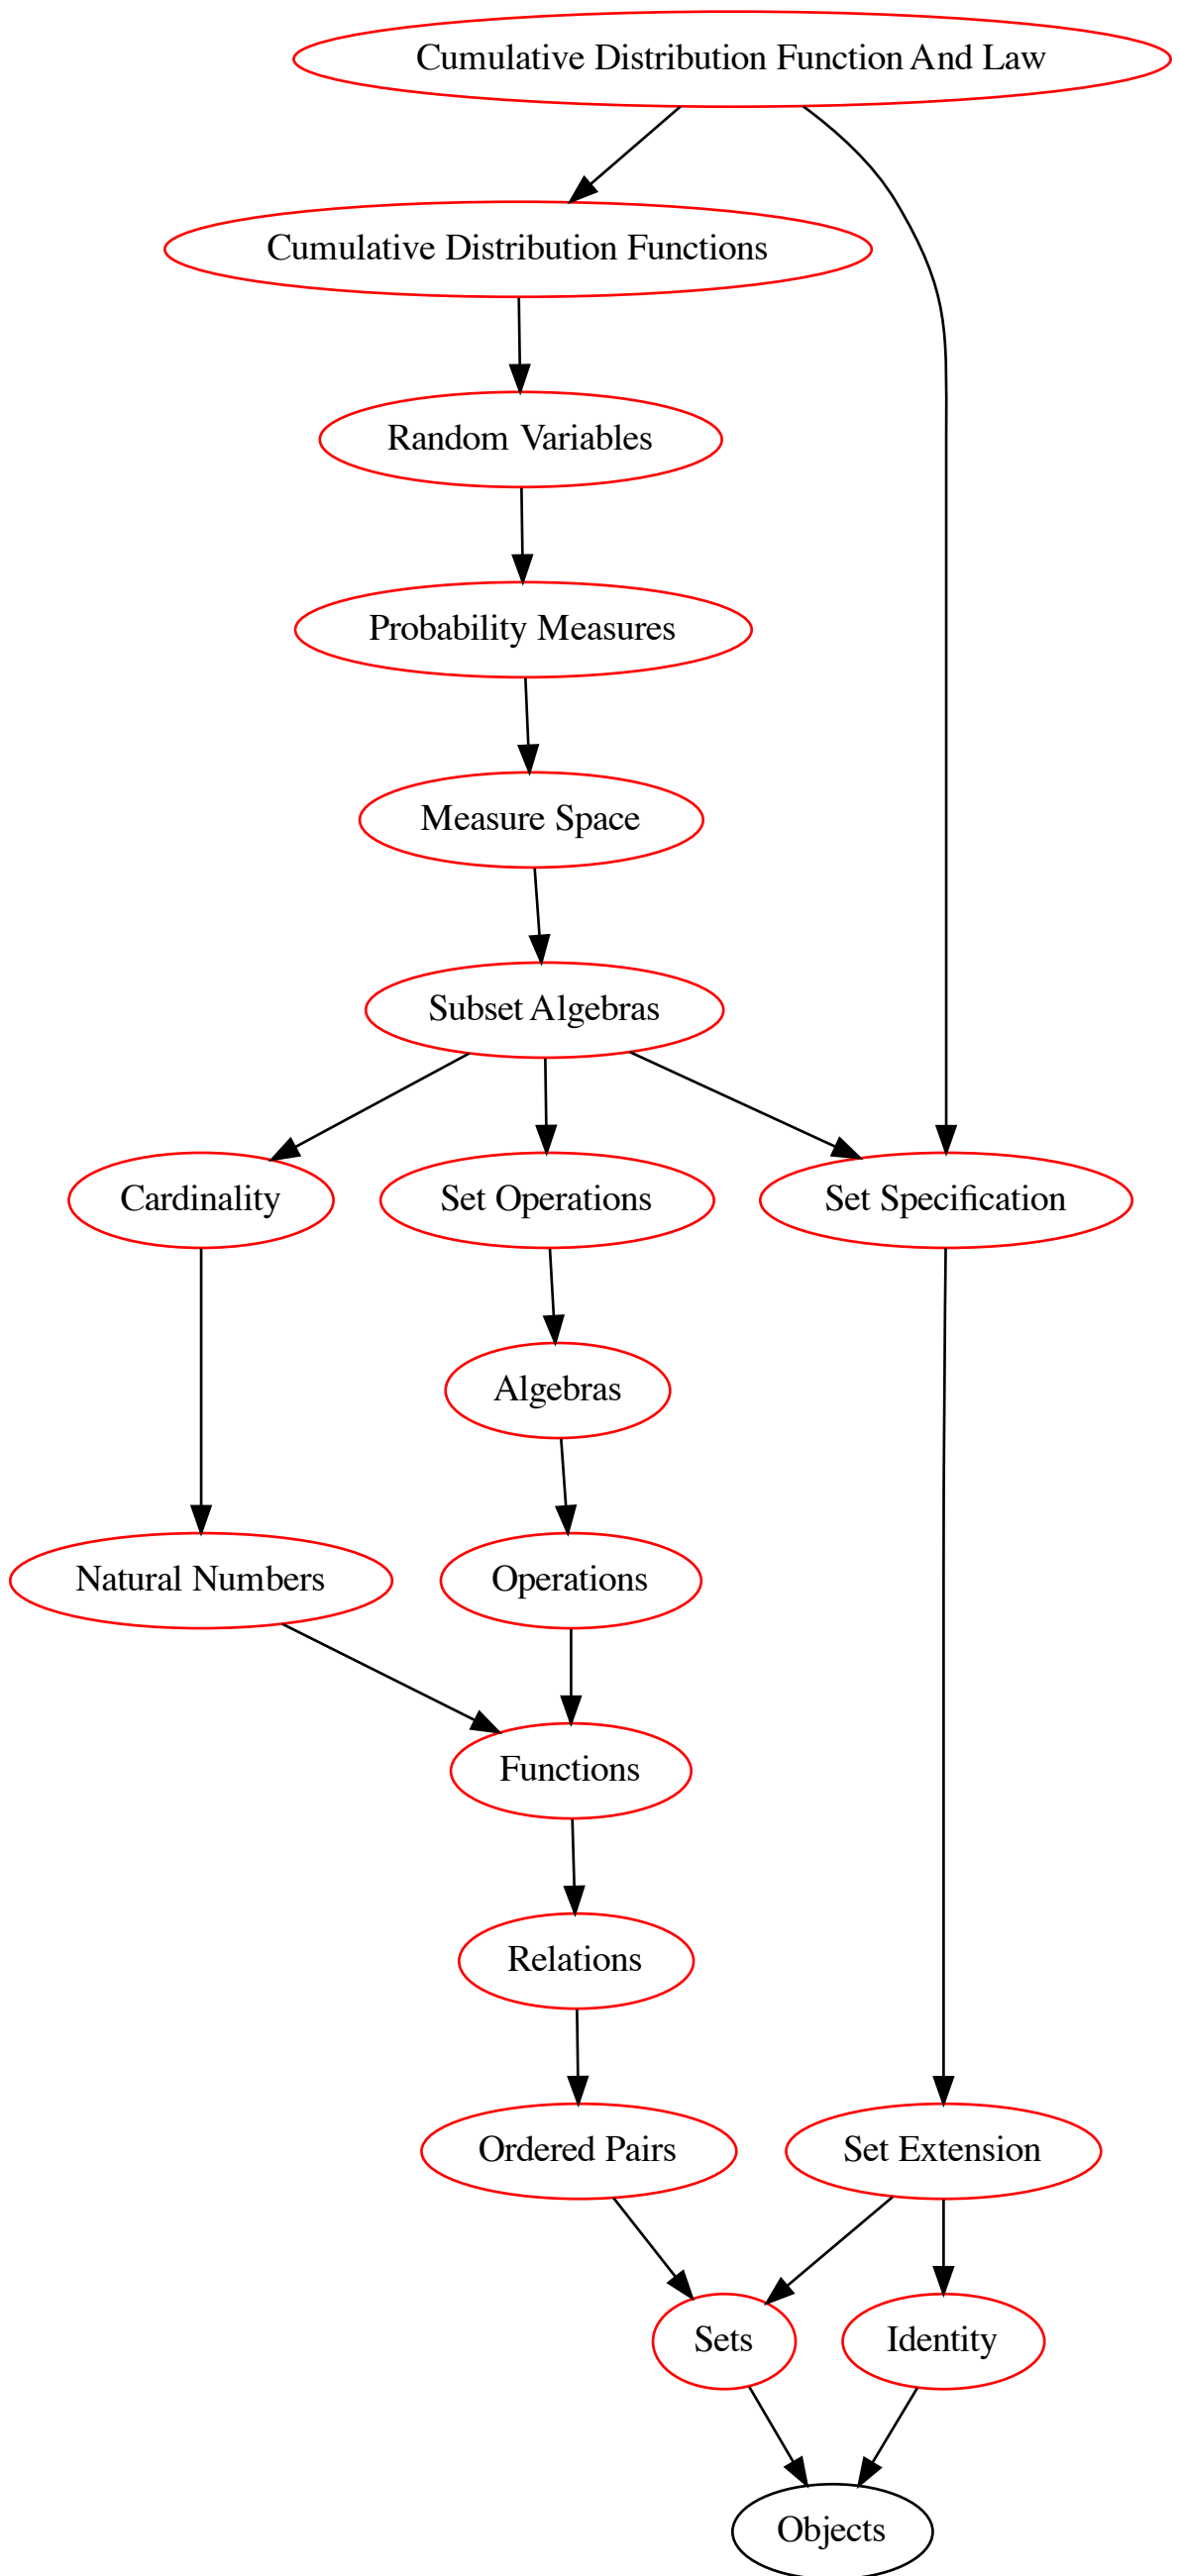 Cumulative Distribution Function And Law
Cumulative Distribution Functions
Random Variables
Probability Measures
Measure Space
Subset Algebras
Cardinality
Set Operations
Set Specification
Algebras
Natural Numbers
Operations
Functions
Relations
Ordered Pairs
Set Extension
Sets
Identity
Objects